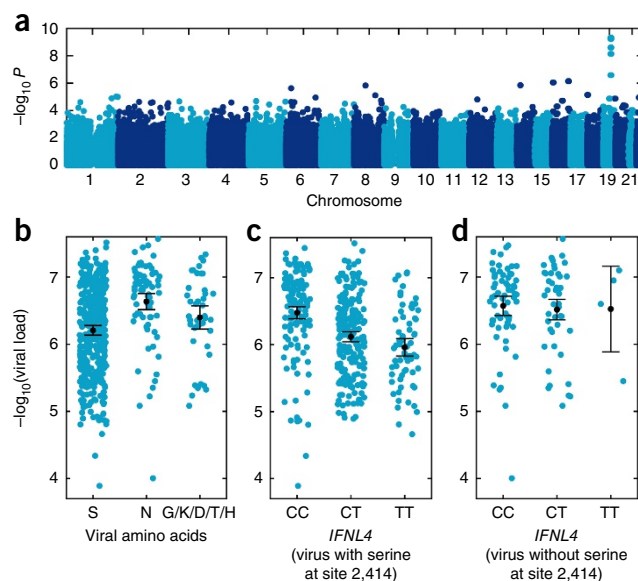 a
10
8
6
4
2
0
–log10 P
1 2 3 4 5 6 7 8 9 10 11 12 13 15 17 19 21
Chromosome
b
c
d
7
6
5
4
–log10(viral load)
S N G/K/D/T/H
Viral amino acids
7
6
5
4
CC CT TT
IFNL4
(virus with serine
at site 2,414)
7
6
5
4
CC CT TT
IFNL4
(virus without serine
at site 2,414)